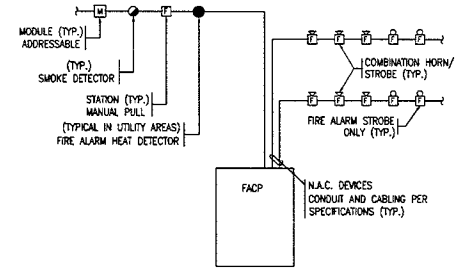 M
F
MODULE (TYP.)
ADDRESSABLE
(TYP.)
SMOKE DETECTOR
STATION (TYP.)
MANUAL PULL
(TYPICAL IN UTILITY AREAS)
FIRE ALARM HEAT DETECTOR
F F F F F
COMBINATION HORN/
STROBE (TYP.)
F F F F F
FIRE ALARM STROBE
ONLY (TYP.)
FACP
N.A.C. DEVICES
CONDUIT AND CABLING PER
SPECIFICATIONS (TYP.)